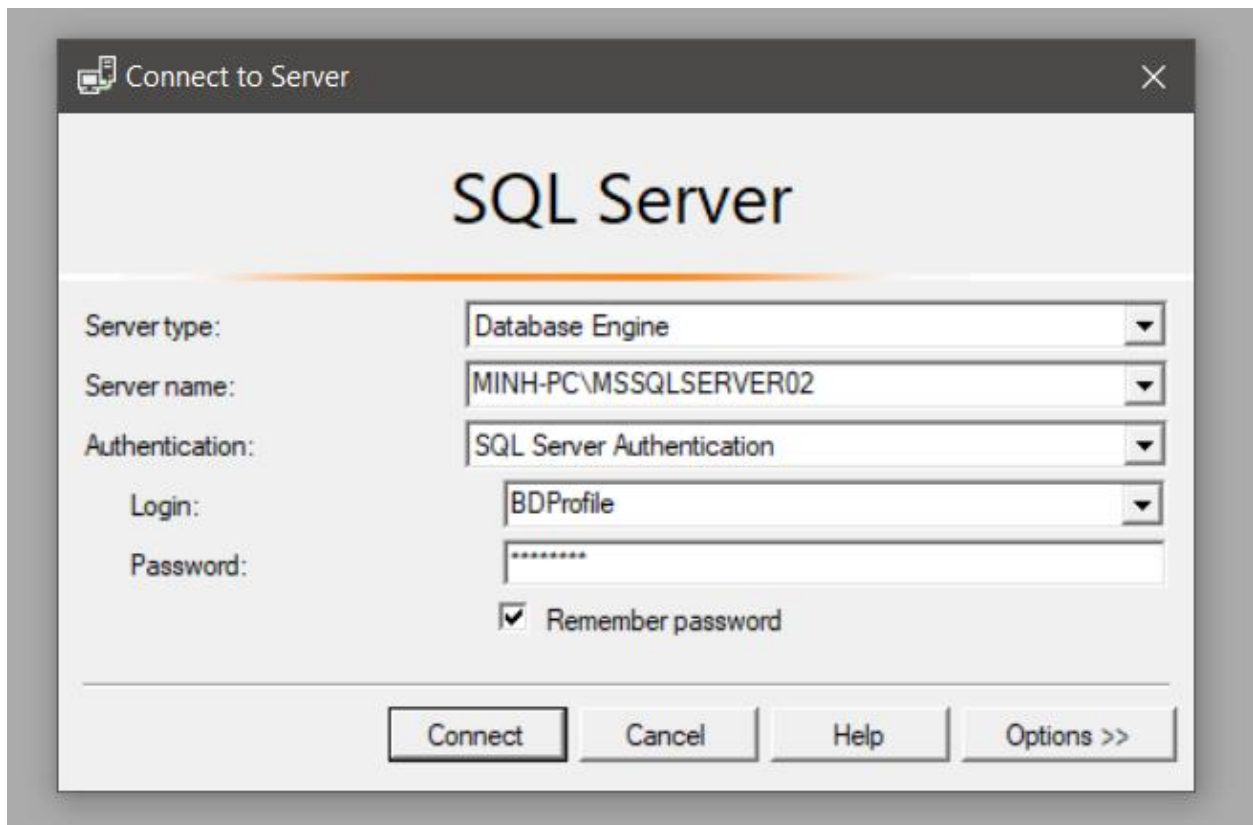 Connect to Server
SQL Server
Server type: Database Engine
Server name: MINH-PC\MSSQLSERVER02
Authentication: SQL Server Authentication
Login: BDProfile
Password: ********
Remember password
Connect Cancel Help Options >>